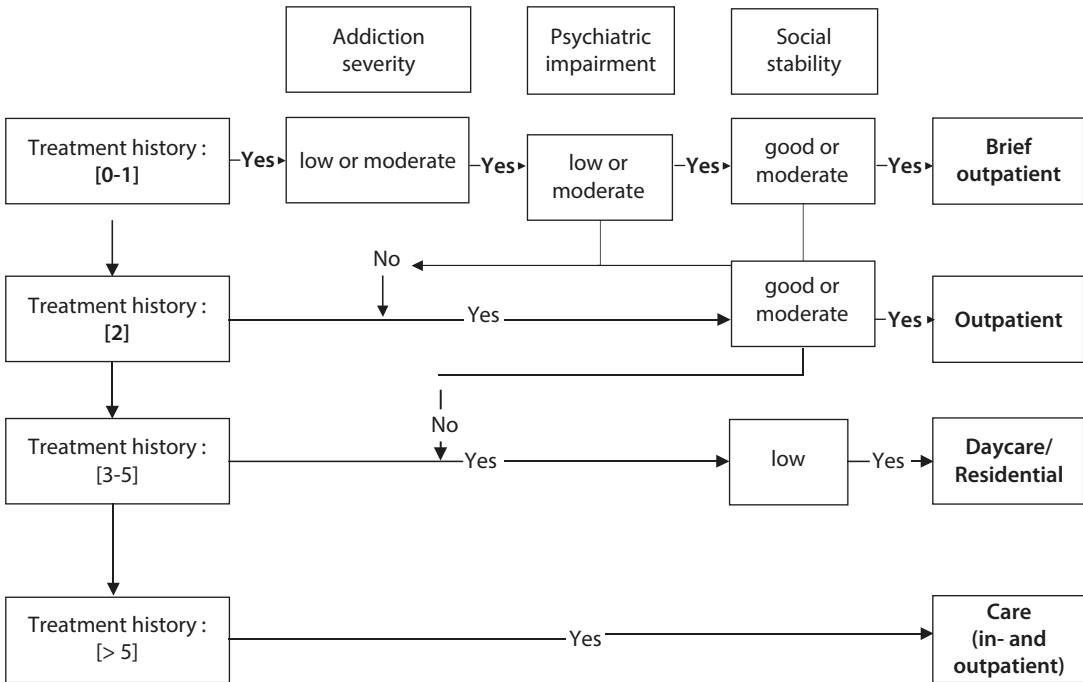 Addiction
severity
Psychiatric
impairment
Social
stability
Treatment history :
[0-1]
Yes
low or moderate
Yes
low or
moderate
Yes
good or
moderate
Yes
Brief
outpatient
No
Treatment history :
[2]
Yes
good or
moderate
Yes
Outpatient
No
Treatment history :
[3-5]
Yes
low
Yes
Daycare/
Residential
Treatment history :
[> 5]
Yes
Care
(in- and
outpatient)